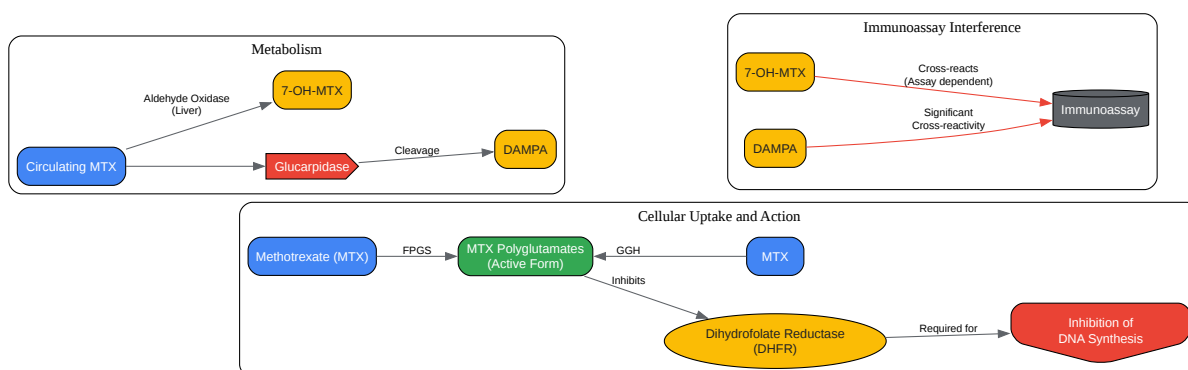 Metabolism
Aldehyde Oxidase
(Liver)
7-OH-MTX
Circulating MTX
Glucarpidase
Cleavage
DAMPA
Immunoassay Interference
7-OH-MTX
Cross-reacts
(Assay dependent)
Immunoassay
Significant
Cross-reactivity
DAMPA
Cellular Uptake and Action
Methotrexate (MTX)
FPGS
MTX Polyglutamates
(Active Form)
GGH
MTX
Inhibits
Dihydrofolate Reductase
(DHFR)
Required for
Inhibition of
DNA Synthesis